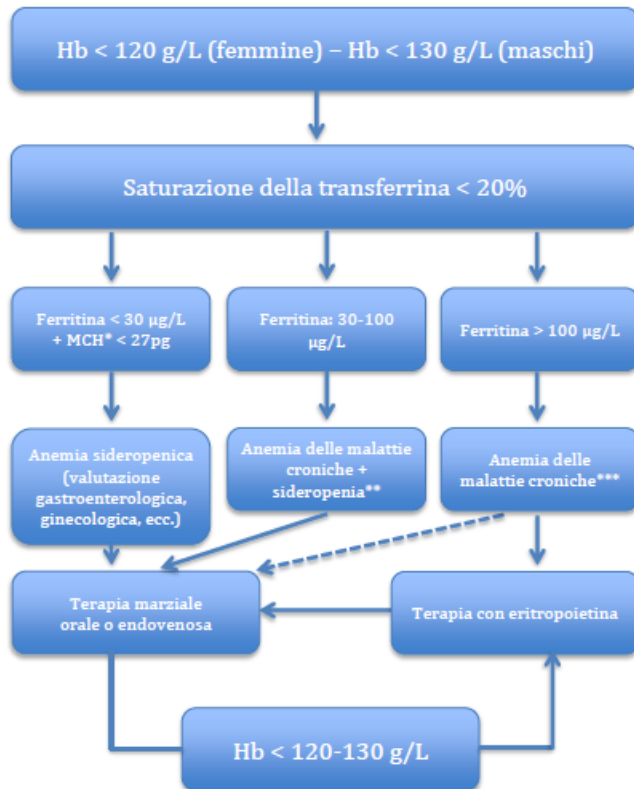 Hb < 120 g/L (femmine) – Hb < 130 g/L (maschi)
Saturazione della transferrina < 20%
Ferritina < 30 µg/L
+ MCH* < 27pg
Ferritina: 30-100
µg/L
Ferritina > 100 µg/L
Anemia sideropenica
(valutazione
gastroenterologica,
ginecologica, ecc.)
Anemia delle malattie
croniche +
sideropenia**
Anemia delle
malattie croniche***
Terapia marziale
orale o endovenosa
Terapia con eritropoietina
Hb < 120-130 g/L